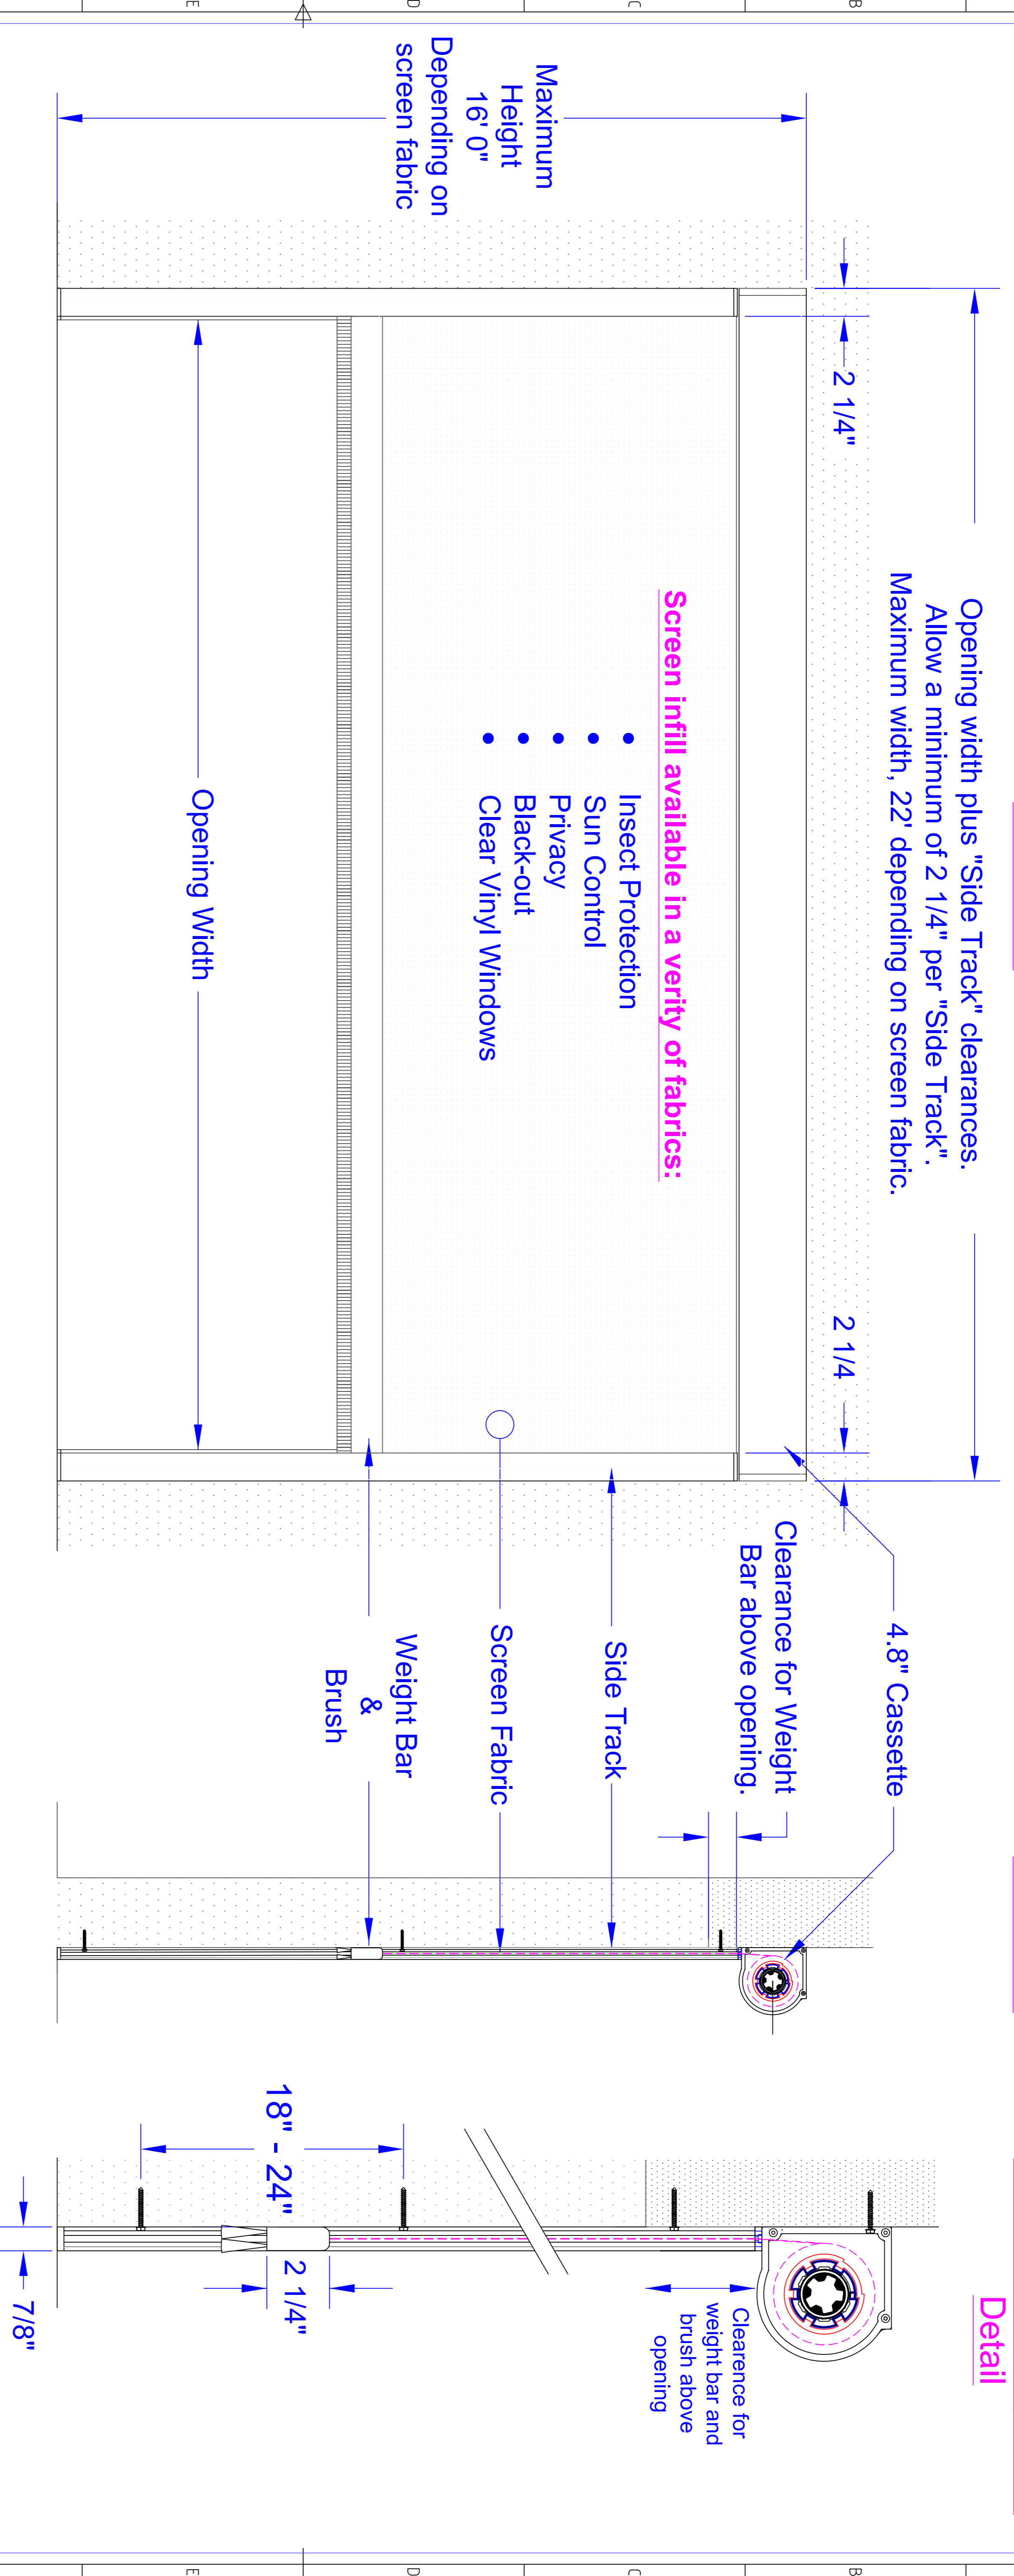 Detail
Opening width plus "Side Track" clearances.
Allow a minimum of 2 1/4" per "Side Track".
Maximum width, 22' depending on screen fabric.
2 1/4"
2 1/4
4.8" Cassette
Clearance for Weight
Bar above opening.
Clearence for
weight bar and
brush above
opening
Maximum
Height
16' 0"
Depending on
screen fabric
Screen infill available in a verity of fabrics:
• Insect Protection
• Sun Control
• Privacy
• Black-out
• Clear Vinyl Windows
Side Track
Screen Fabric
Weight Bar
&
Brush
18" - 24"
2 1/4"
Opening Width
7/8"
B
C
D
E
B
C
D
E